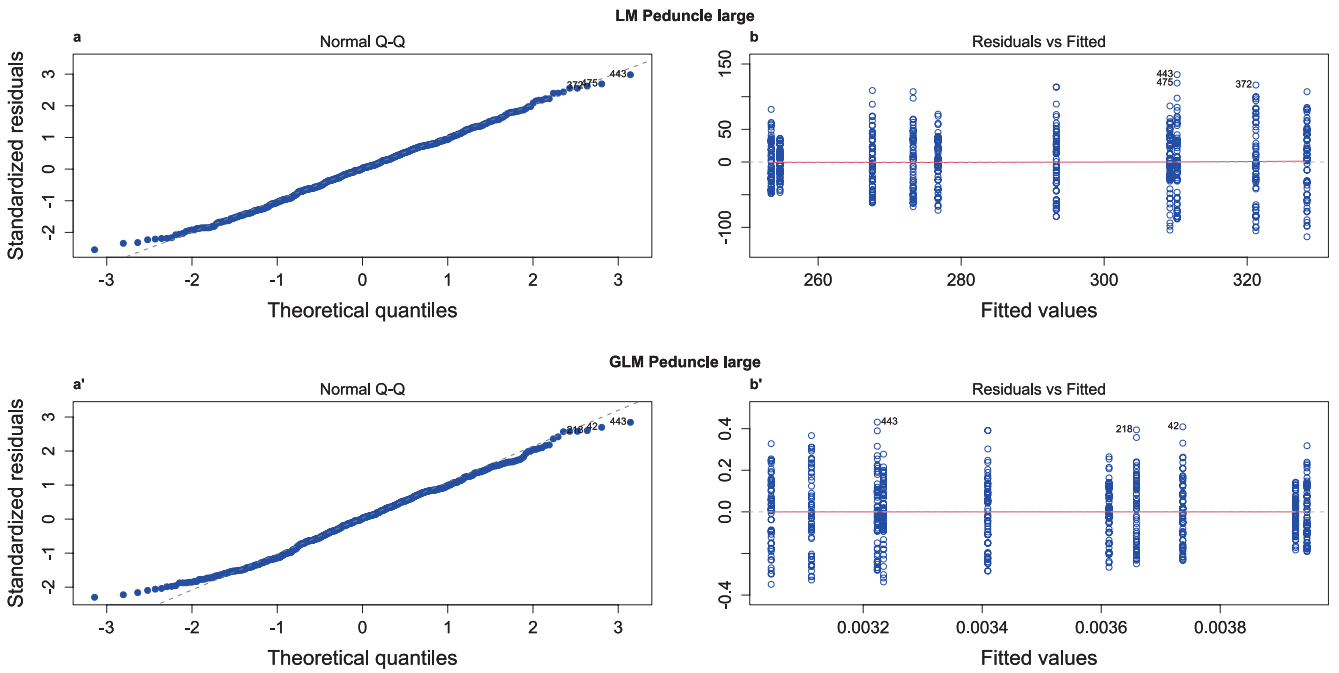 LM Peduncle large
a
Normal Q-Q
Standardized residuals
3
2
1
0
-1
-2
372
475
443
-3 -2 -1 0 1 2 3
Theoretical quantiles
b
Residuals vs Fitted
150
50
0
-100
443
475
372
260 280 300 320
Fitted values
GLM Peduncle large
a'
Normal Q-Q
Standardized residuals
3
2
1
0
-1
-2
218
42
443
-3 -2 -1 0 1 2 3
Theoretical quantiles
b'
Residuals vs Fitted
0.4
0.2
0.0
-0.4
443
218
42
0.0032 0.0034 0.0036 0.0038
Fitted values